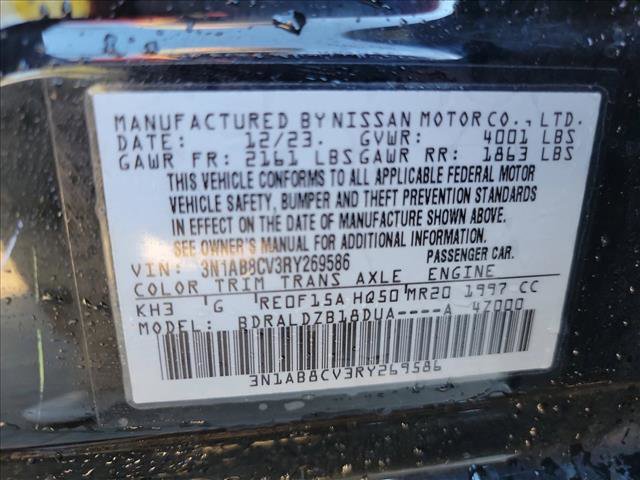 MANUFACTURED BY NISSAN MOTOR CO., LTD.
DATE: 12/23. GVWR: 4001 LBS
GAWR FR: 2161 LBS GAWR RR: 1863 LBS
THIS VEHICLE CONFORMS TO ALL APPLICABLE FEDERAL MOTOR
VEHICLE SAFETY, BUMPER AND THEFT PREVENTION STANDARDS
IN EFFECT ON THE DATE OF MANUFACTURE SHOWN ABOVE.
SEE OWNER'S MANUAL FOR ADDITIONAL INFORMATION.
VIN: 3N1AB8CV3RY269586 PASSENGER CAR.
COLOR TRIM TRANS AXLE ENGINE
KH3 G RE0F15A HQ50 MR20 1997 CC
MODEL: BDRALDZB18DUA----A 47000
3N1AB8CV3RY269586